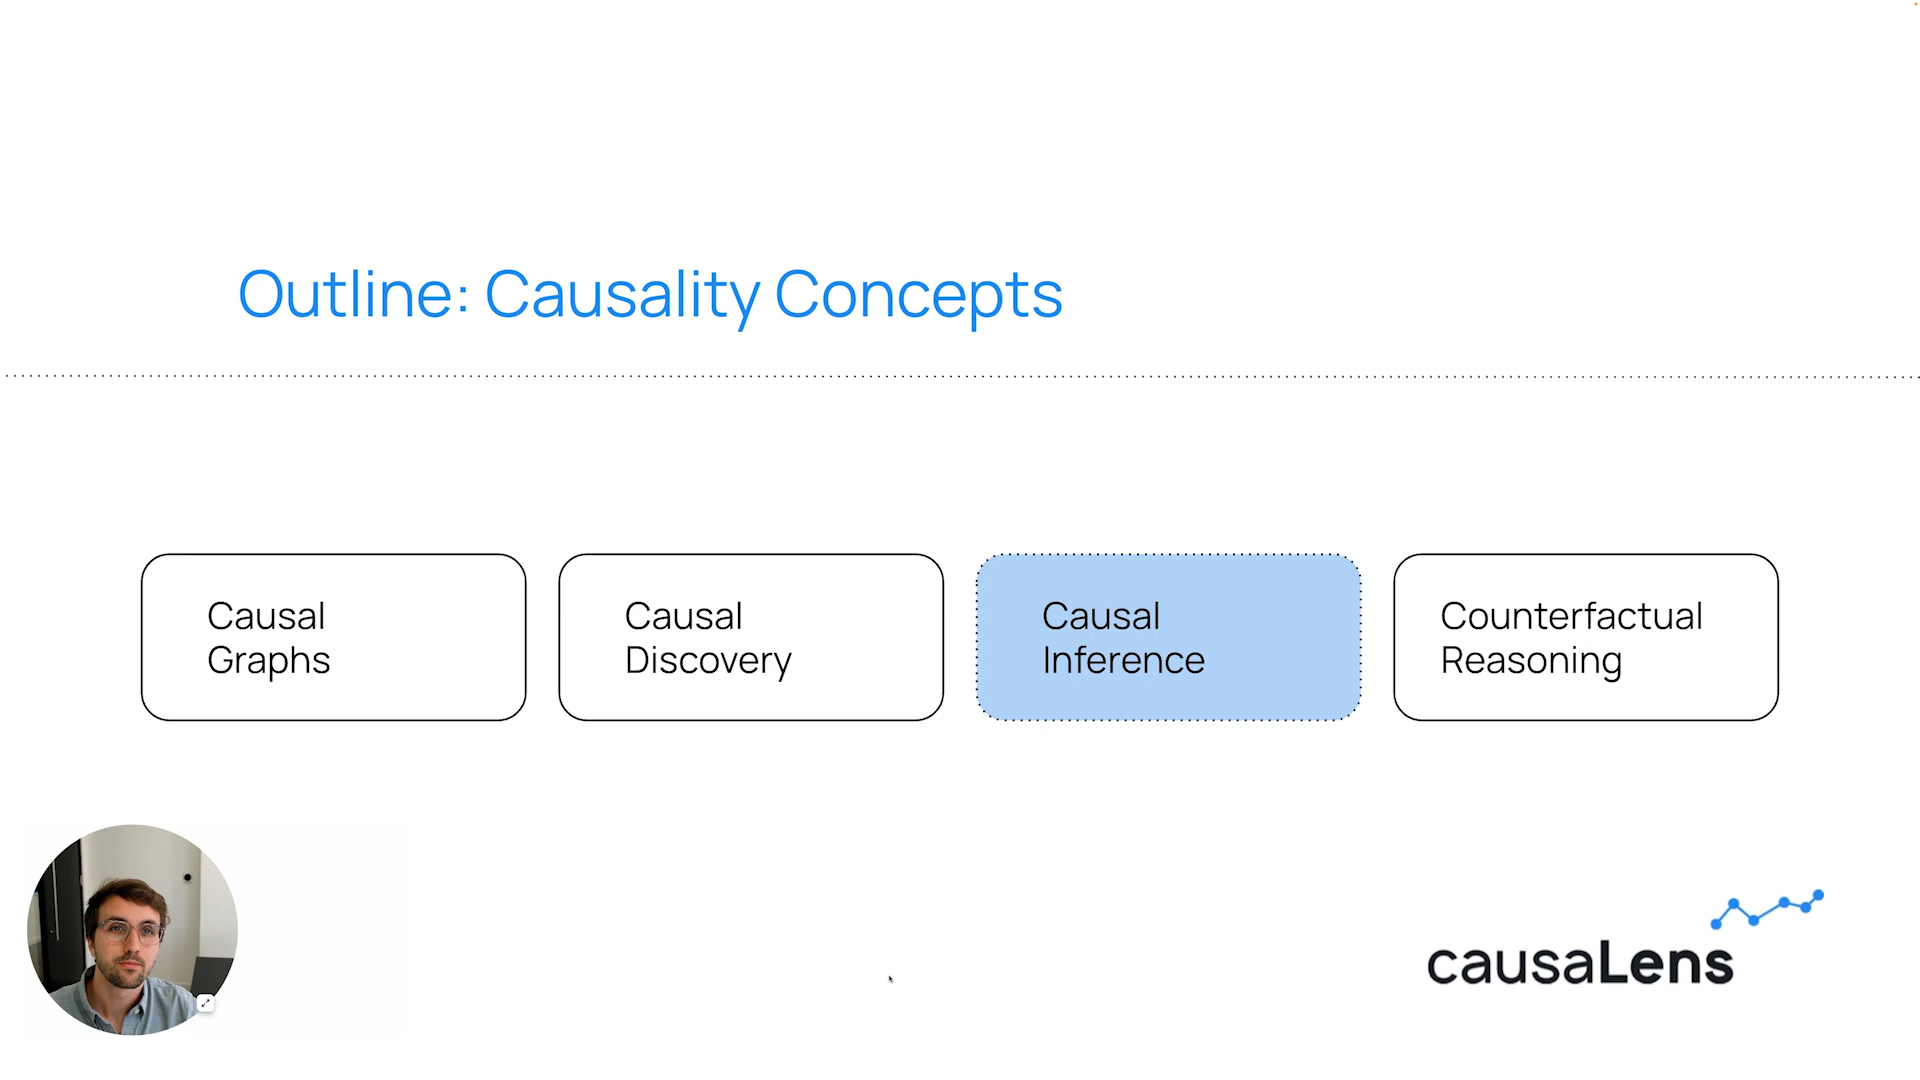 Outline: Causality Concepts
Causal
Graphs
Causal
Discovery
Causal
Inference
Counterfactual
Reasoning
causaLens